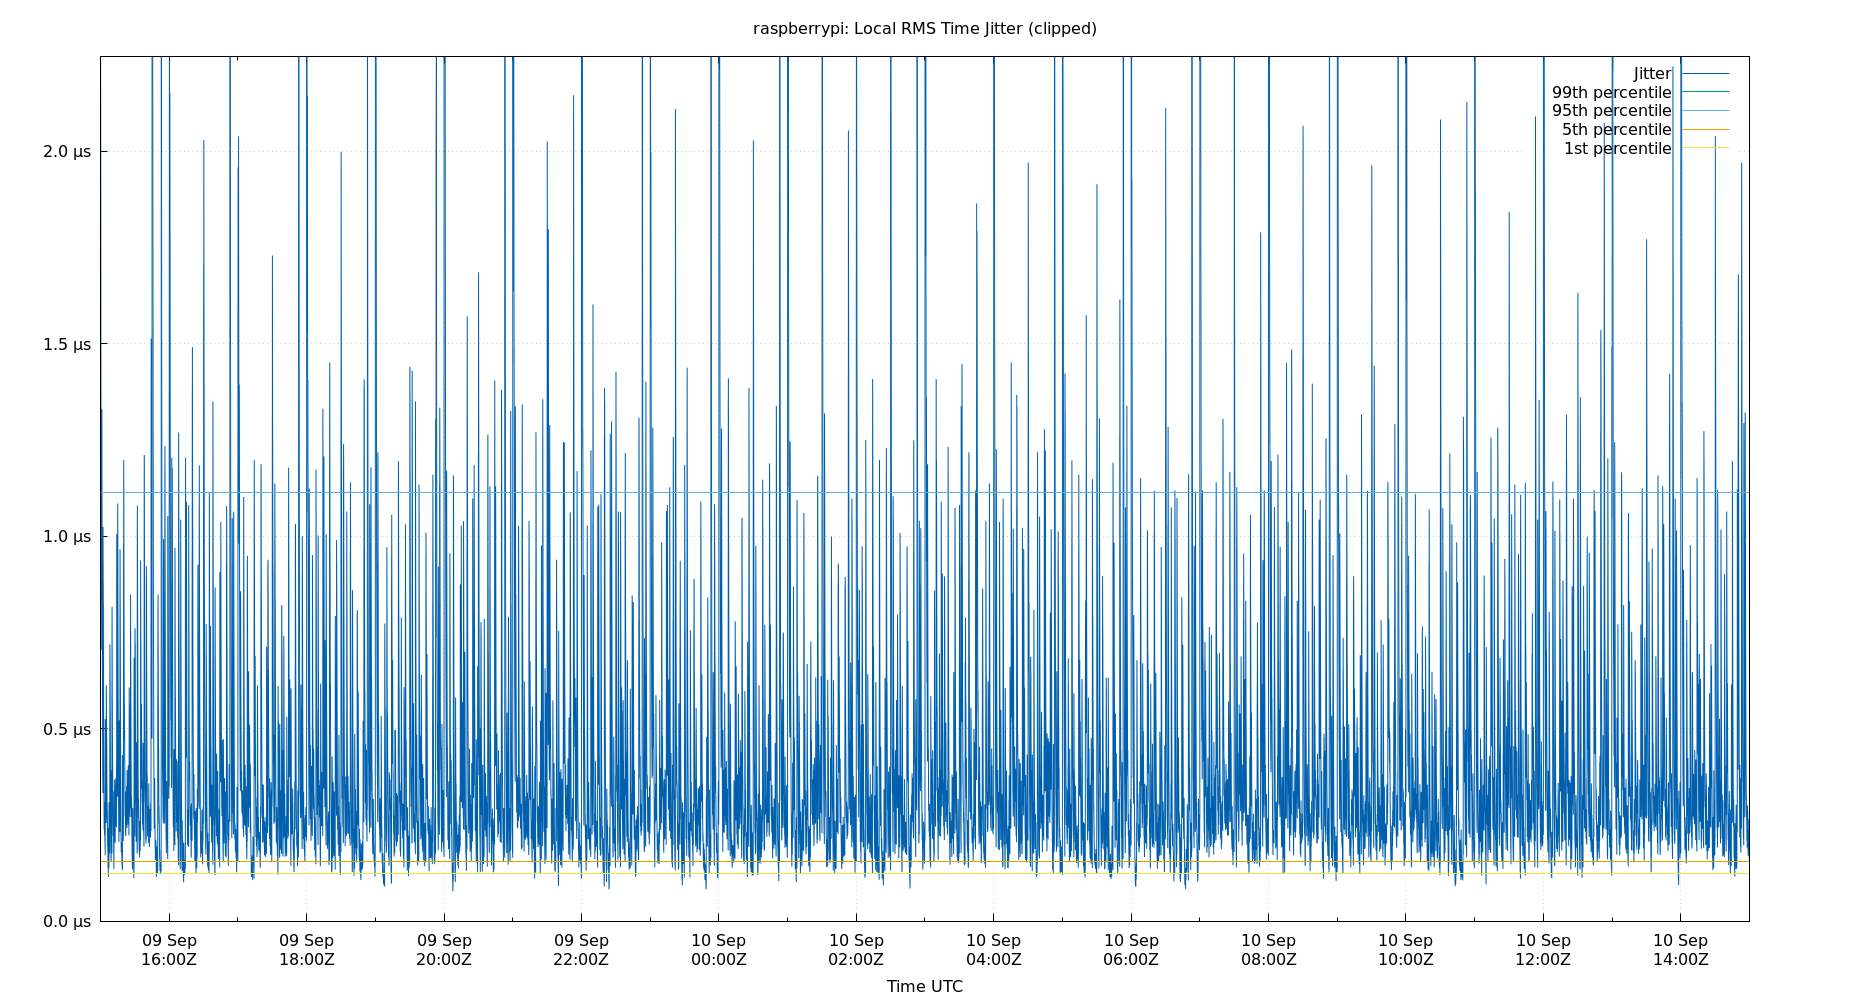 raspberrypi: Local RMS Time Jitter (clipped)
Jitter
99th percentile
95th percentile
5th percentile
1st percentile
2.0 µs
1.5 µs
1.0 µs
0.5 µs
0.0 µs
09 Sep 09 Sep 09 Sep 09 Sep 10 Sep 10 Sep 10 Sep 10 Sep 10 Sep 10 Sep 10 Sep 10 Sep
16:00Z 18:00Z 20:00Z 22:00Z 00:00Z 02:00Z 04:00Z 06:00Z 08:00Z 10:00Z 12:00Z 14:00Z
Time UTC